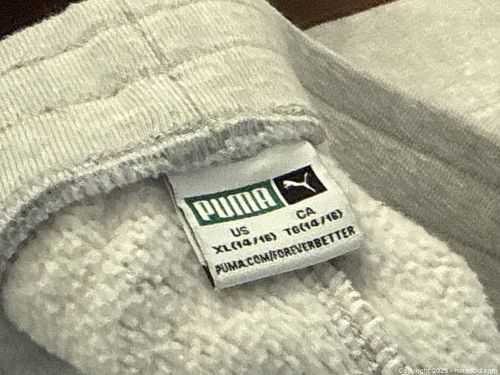 PUMA
US CA
XL(14/16) TG(14/16)
PUMA.COM/FOREVERBETTER
Copyright 2025 - maxsold.com